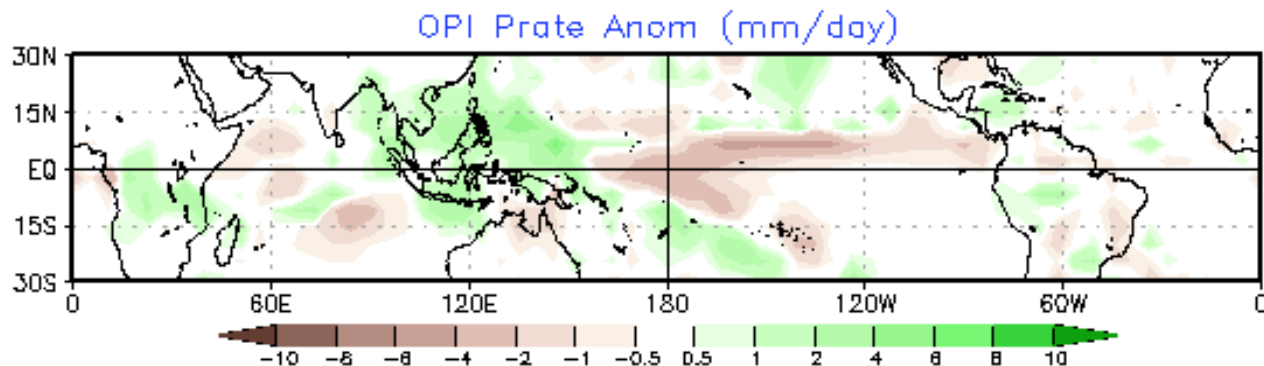 OPI Prate Anom (mm/day)
30N
15N
EQ
15S
30S
0 60E 120E 180 120W 60W 0
-10 -8 -6 -4 -2 -1 -0.5 0.5 1 2 4 6 8 10